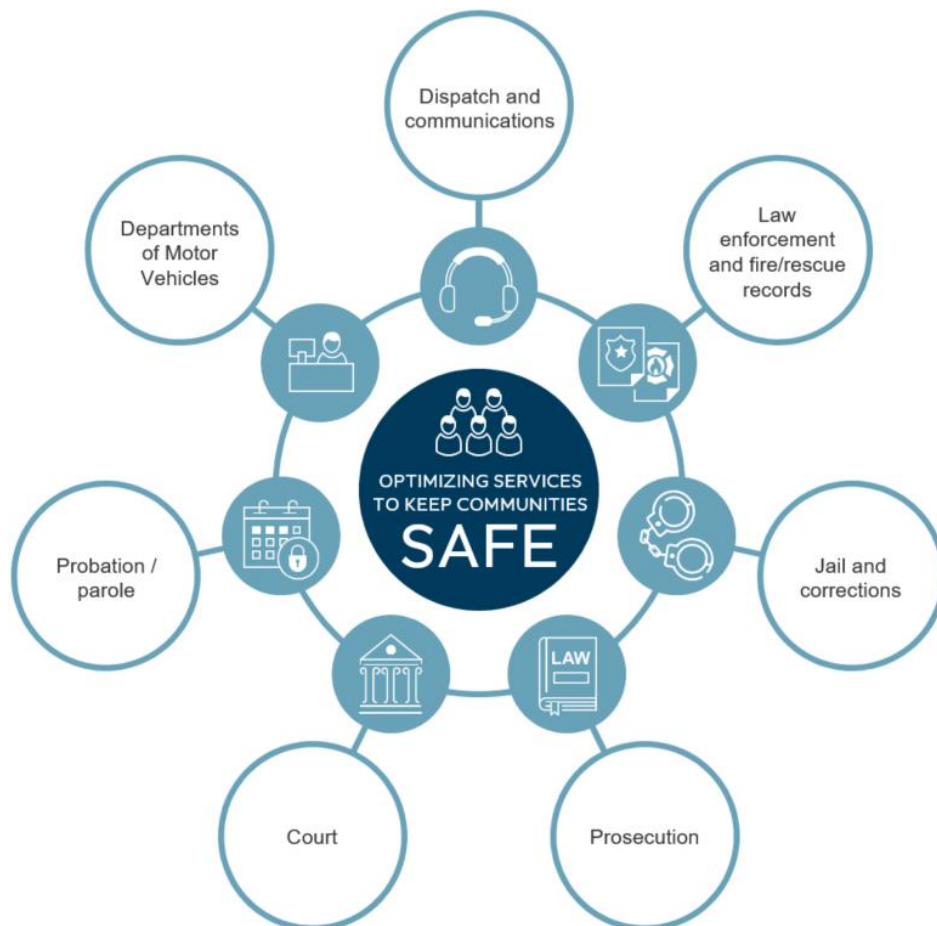 Dispatch and
communications
Departments
of Motor
Vehicles
Law
enforcement
and fire/rescue
records
OPTIMIZING SERVICES
TO KEEP COMMUNITIES
SAFE
Probation /
parole
Jail and
corrections
LAW
Court
Prosecution